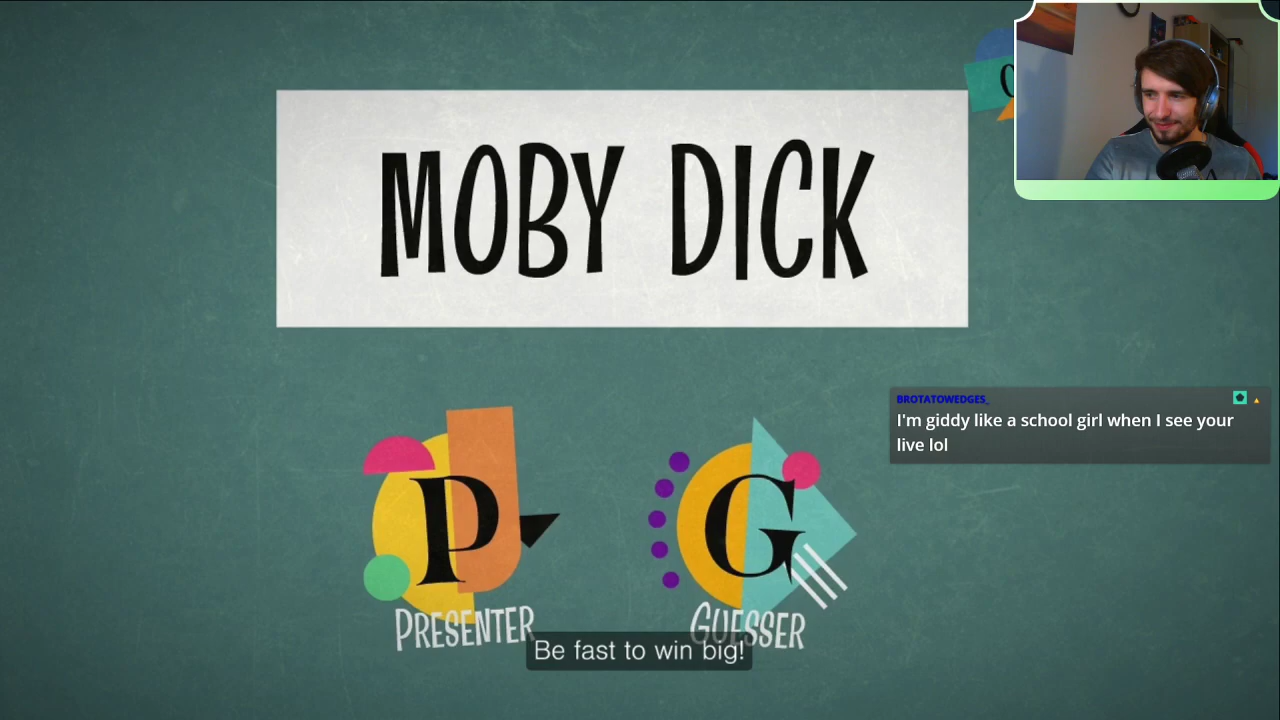 MOBY DICK
BROTATOWEDGES_
I'm giddy like a school girl when I see your
live lol
P
G
PRESENTER
GUESSER
Be fast to win big!